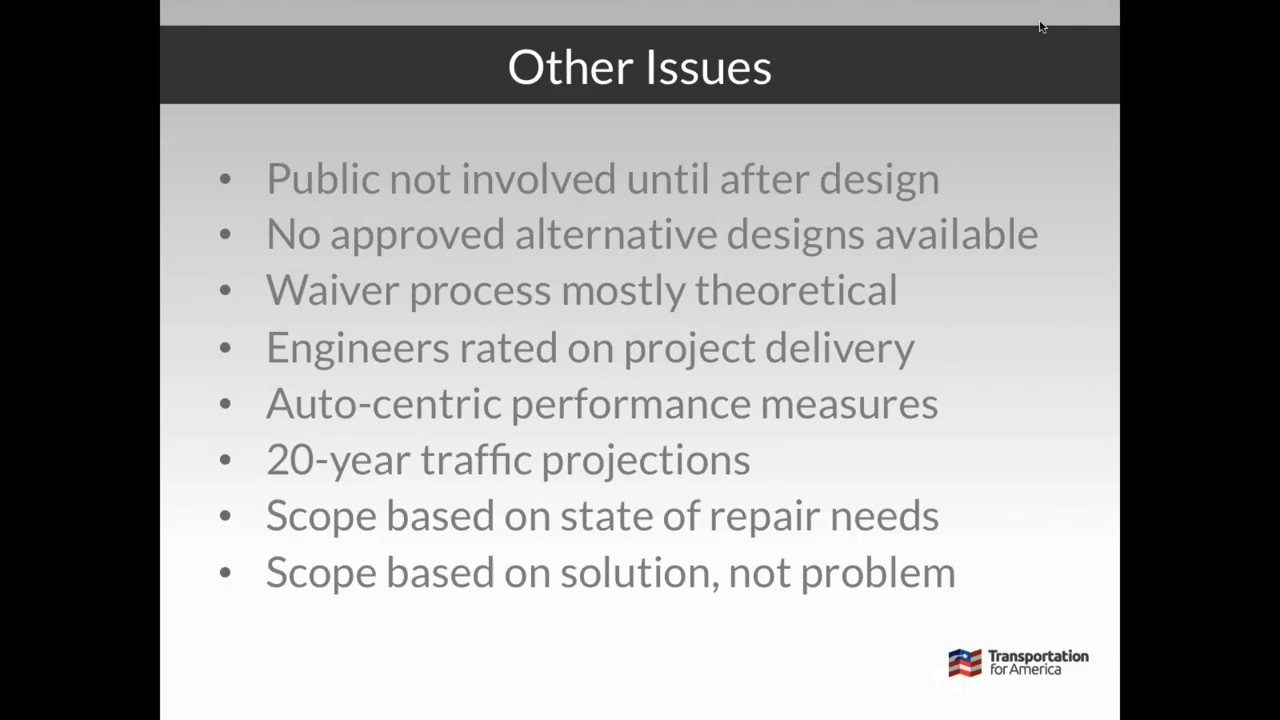 Other Issues
• Public not involved until after design
• No approved alternative designs available
• Waiver process mostly theoretical
• Engineers rated on project delivery
• Auto-centric performance measures
• 20-year traffic projections
• Scope based on state of repair needs
• Scope based on solution, not problem
Transportation
for America